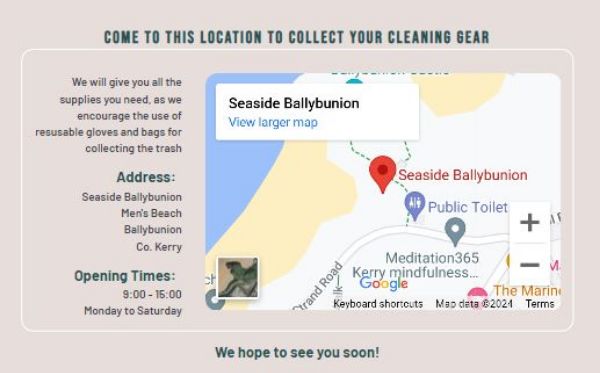 COME TO THIS LOCATION TO COLLECT YOUR CLEANING GEAR
We will give you all the
supplies you need, as we
encourage the use of
resusable gloves and bags for
collecting the trash
Address:
Seaside Ballybunion
Men's Beach
Ballybunion
Co. Kerry
Opening Times:
9:00 - 15:00
Monday to Saturday
Seaside Ballybunion
View larger map
Seaside Ballybunion
Public Toilet
Meditation365
Kerry mindfulness...
Strand Road
The Marine
Google
Keyboard shortcuts
Map data ©2024
Terms
We hope to see you soon!